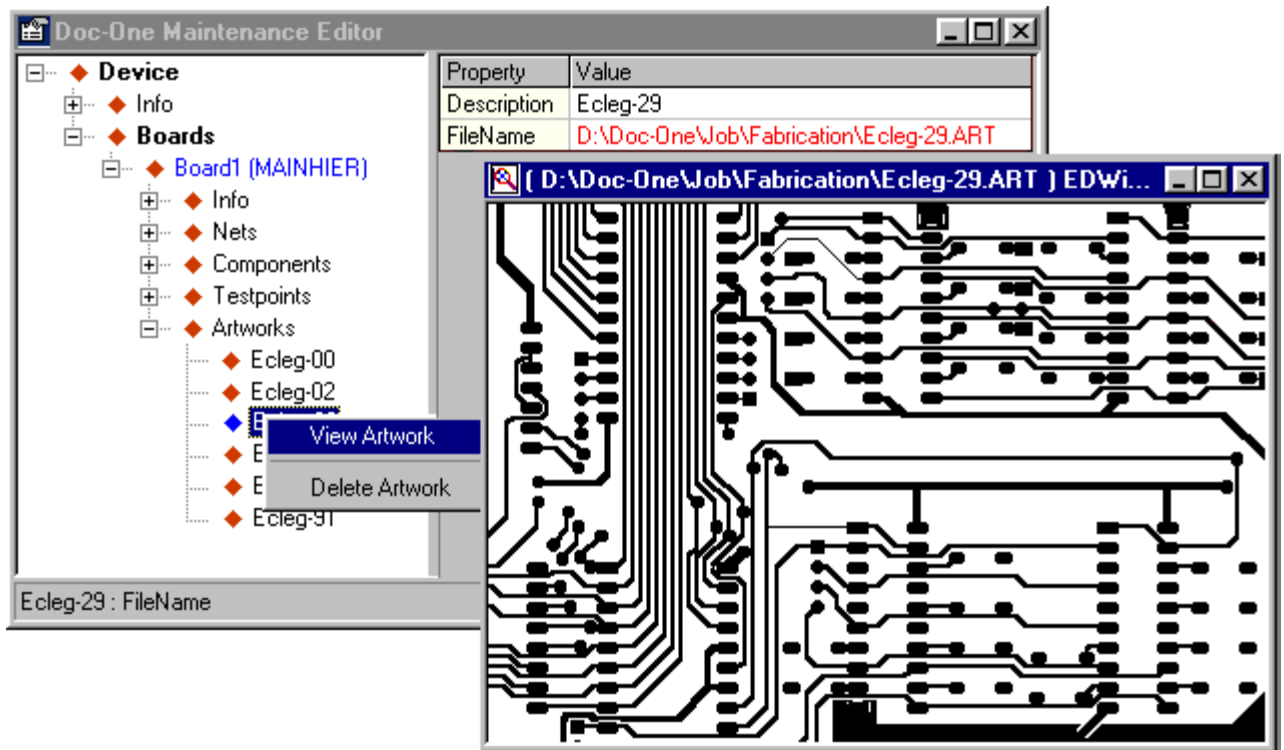 Doc-One Maintenance Editor
Device
Info
Boards
Board1 (MAINHIER)
Info
Nets
Components
Testpoints
Artworks
Ecleg-00
Ecleg-02
E
E
E
Ecleg-91
View Artwork
Delete Artwork
Property Value
Description Ecleg-29
FileName D:\Doc-One\Job\Fabrication\Ecleg-29.ART
Ecleg-29 : FileName
( D:\Doc-One\Job\Fabrication\Ecleg-29.ART ) EDWi...